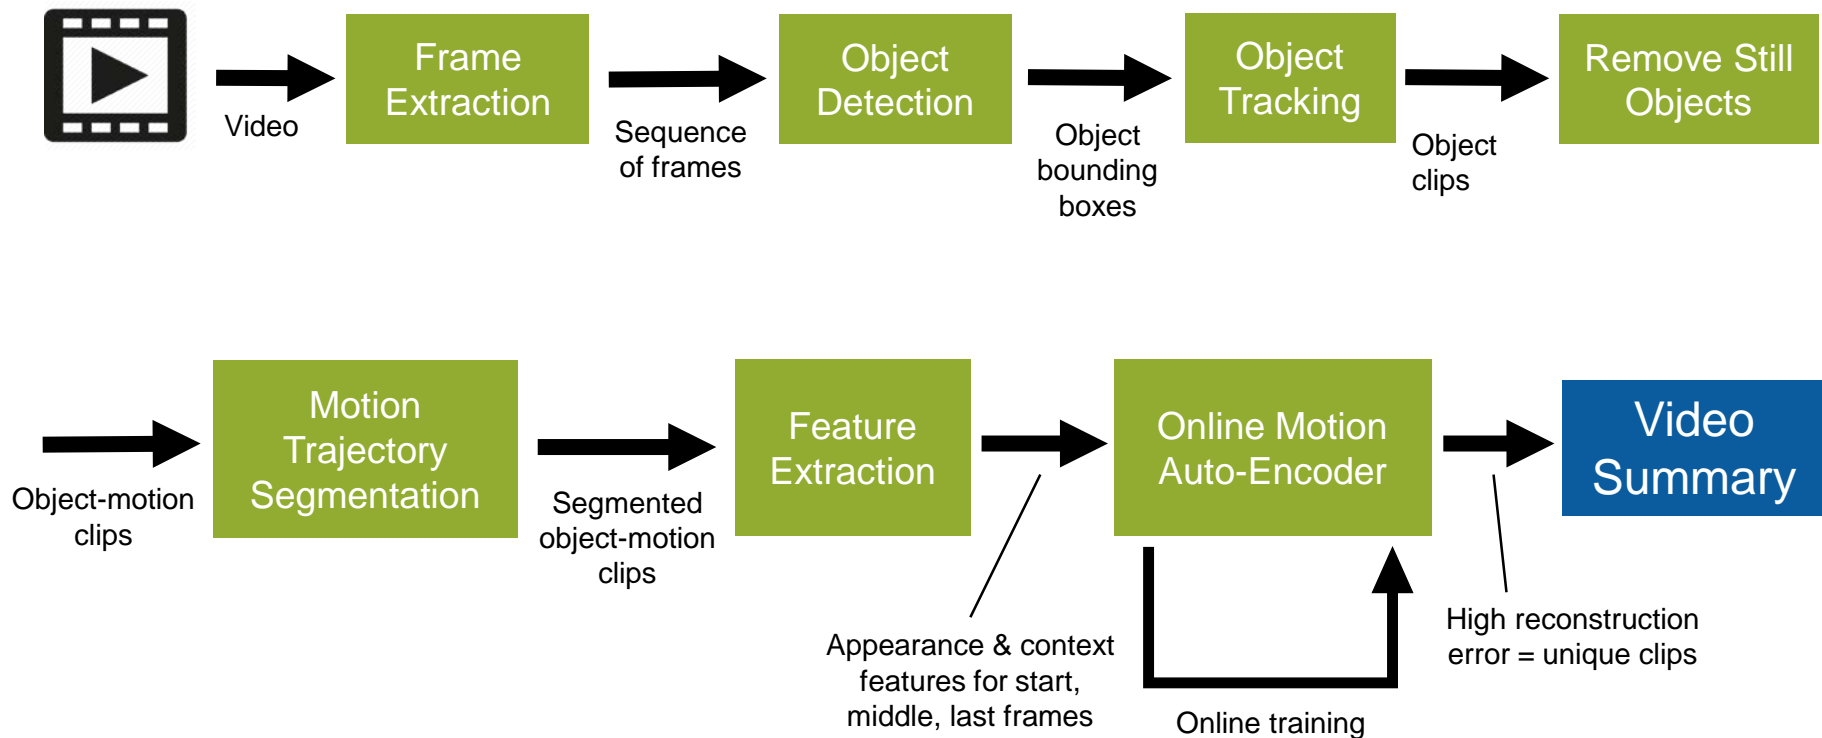 Frame
Extraction
Object
Detection
Object
Tracking
Remove Still
Objects
Video
Sequence
of frames
Object
bounding
boxes
Object
clips
Motion
Trajectory
Segmentation
Feature
Extraction
Online Motion
Auto-Encoder
Video
Summary
Object-motion
clips
Segmented
object-motion
clips
Appearance & context
features for start,
middle, last frames
Online training
High reconstruction
error = unique clips